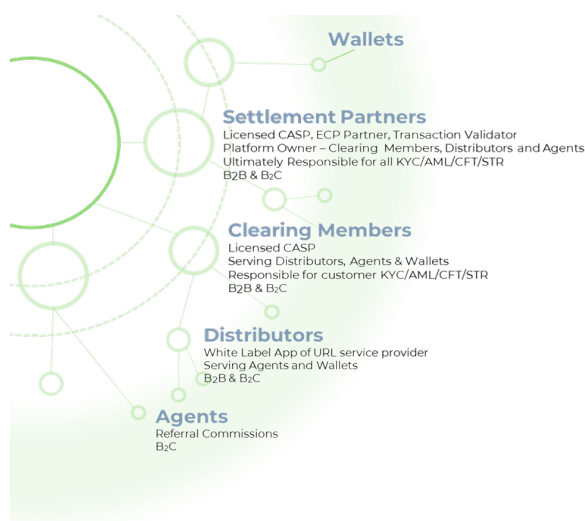 Wallets
Settlement Partners
Licensed CASP, ECP Partner, Transaction Validator
Platform Owner – Clearing Members, Distributors and Agents
Ultimately Responsible for all KYC/AML/CFT/STR
B2B & B2C
Clearing Members
Licensed CASP
Serving Distributors, Agents & Wallets
Responsible for customer KYC/AML/CFT/STR
B2B & B2C
Distributors
White Label App of URL service provider
Serving Agents and Wallets
B2B & B2C
Agents
Referral Commissions
B2C